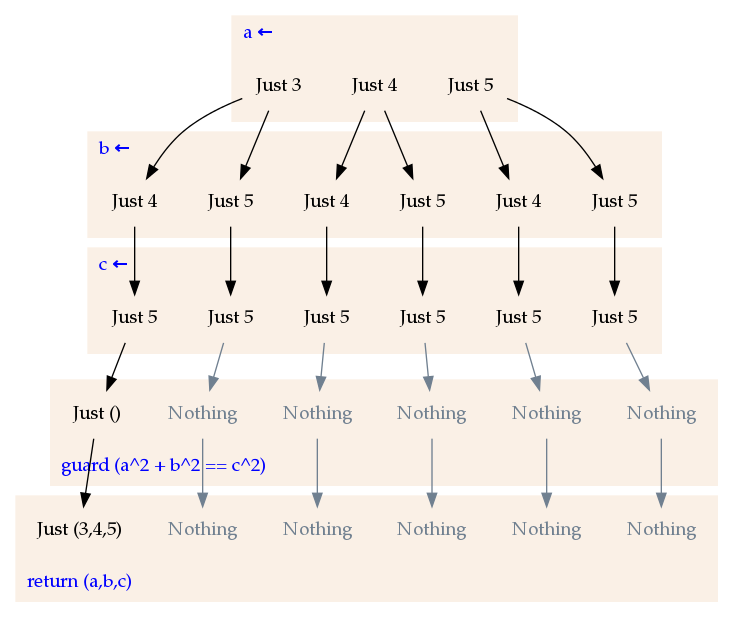 a ←
Just 3 Just 4 Just 5
b ←
Just 4 Just 5 Just 4 Just 5 Just 4 Just 5
c ←
Just 5 Just 5 Just 5 Just 5 Just 5 Just 5
Just () Nothing Nothing Nothing Nothing Nothing
guard (a^2 + b^2 == c^2)
Just (3,4,5) Nothing Nothing Nothing Nothing Nothing
return (a,b,c)